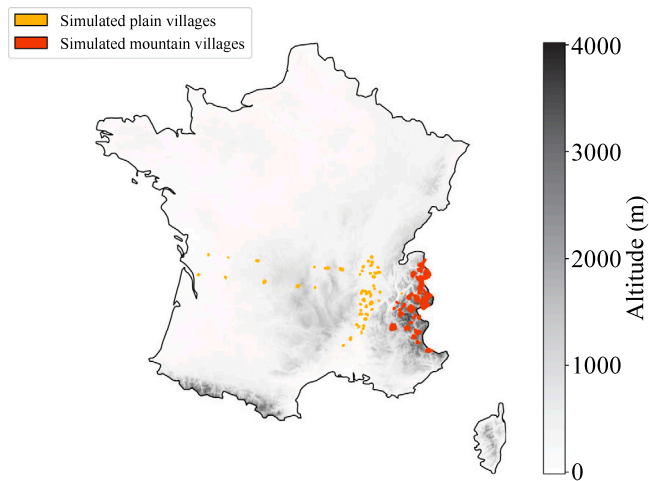 Simulated plain villages
Simulated mountain villages
4000
3000
2000
1000
0
Altitude (m)